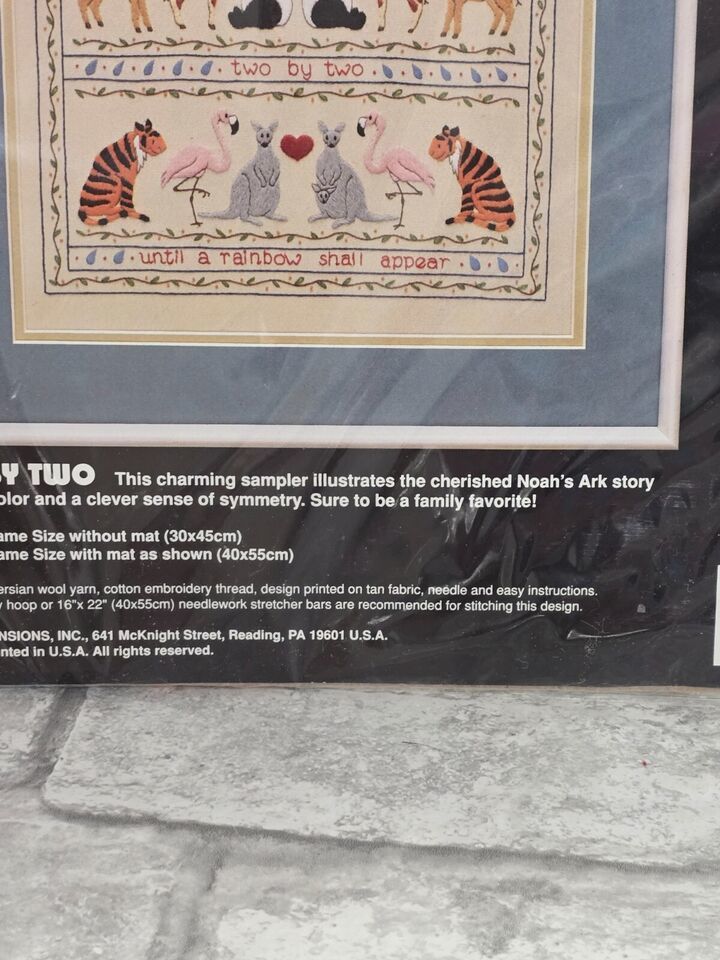 two by two
until a rainbow shall appear
Y TWO This charming sampler illustrates the cherished Noah's Ark story
olor and a clever sense of symmetry. Sure to be a family favorite!
ame Size without mat (30x45cm)
ame Size with mat as shown (40x55cm)
ersian wool yarn, cotton embroidery thread, design printed on tan fabric, needle and easy instructions.
y hoop or 16"x 22" (40x55cm) needlework stretcher bars are recommended for stitching this design.
NSIONS, INC., 641 McKnight Street, Reading, PA 19601 U.S.A.
nted in U.S.A. All rights reserved.